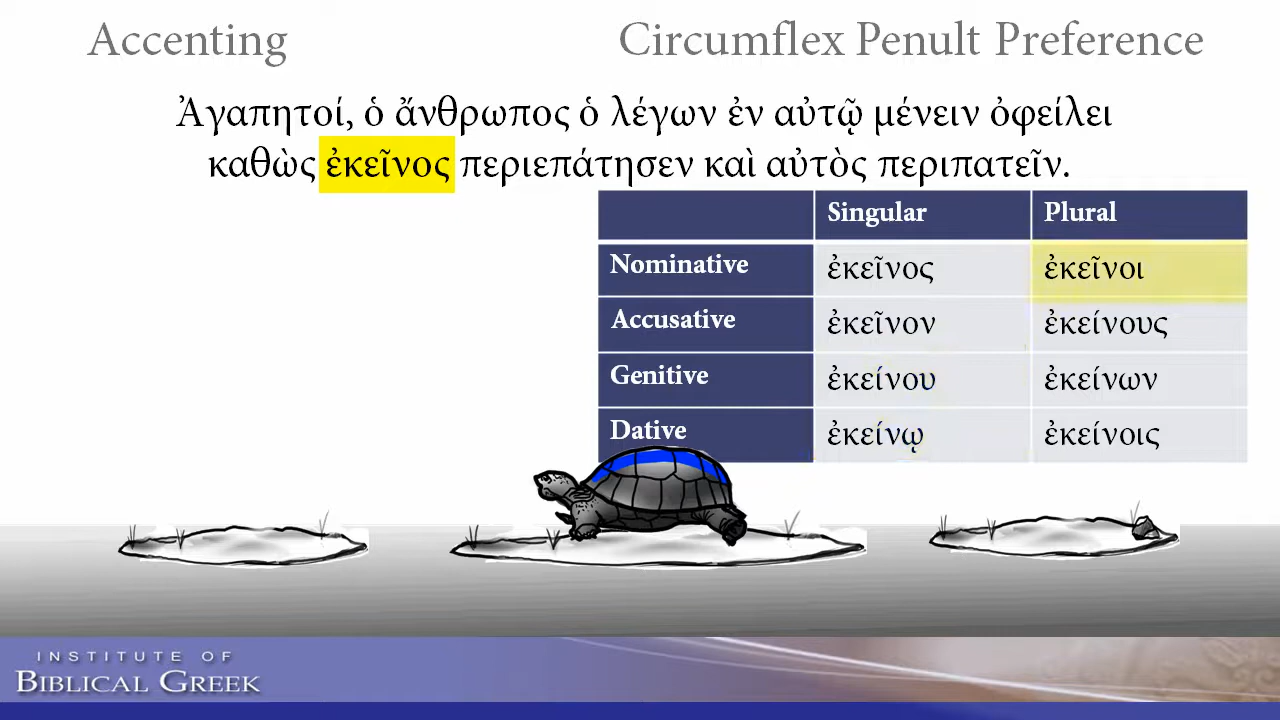 Accenting Circumflex Penult Preference
Ἀγαπητοί, ὁ ἄνθρωπος ὁ λέγων ἐν αὐτῷ μένειν ὀφείλει
καθὼς ἐκεῖνος περιεπάτησεν καὶ αὐτὸς περιπατεῖν.
Singular Plural
Nominative ἐκεῖνος ἐκεῖνοι
Accusative ἐκεῖνον ἐκείνους
Genitive ἐκείνου ἐκείνων
Dative ἐκείνῳ ἐκείνοις
INSTITUTE OF
BIBLICAL GREEK